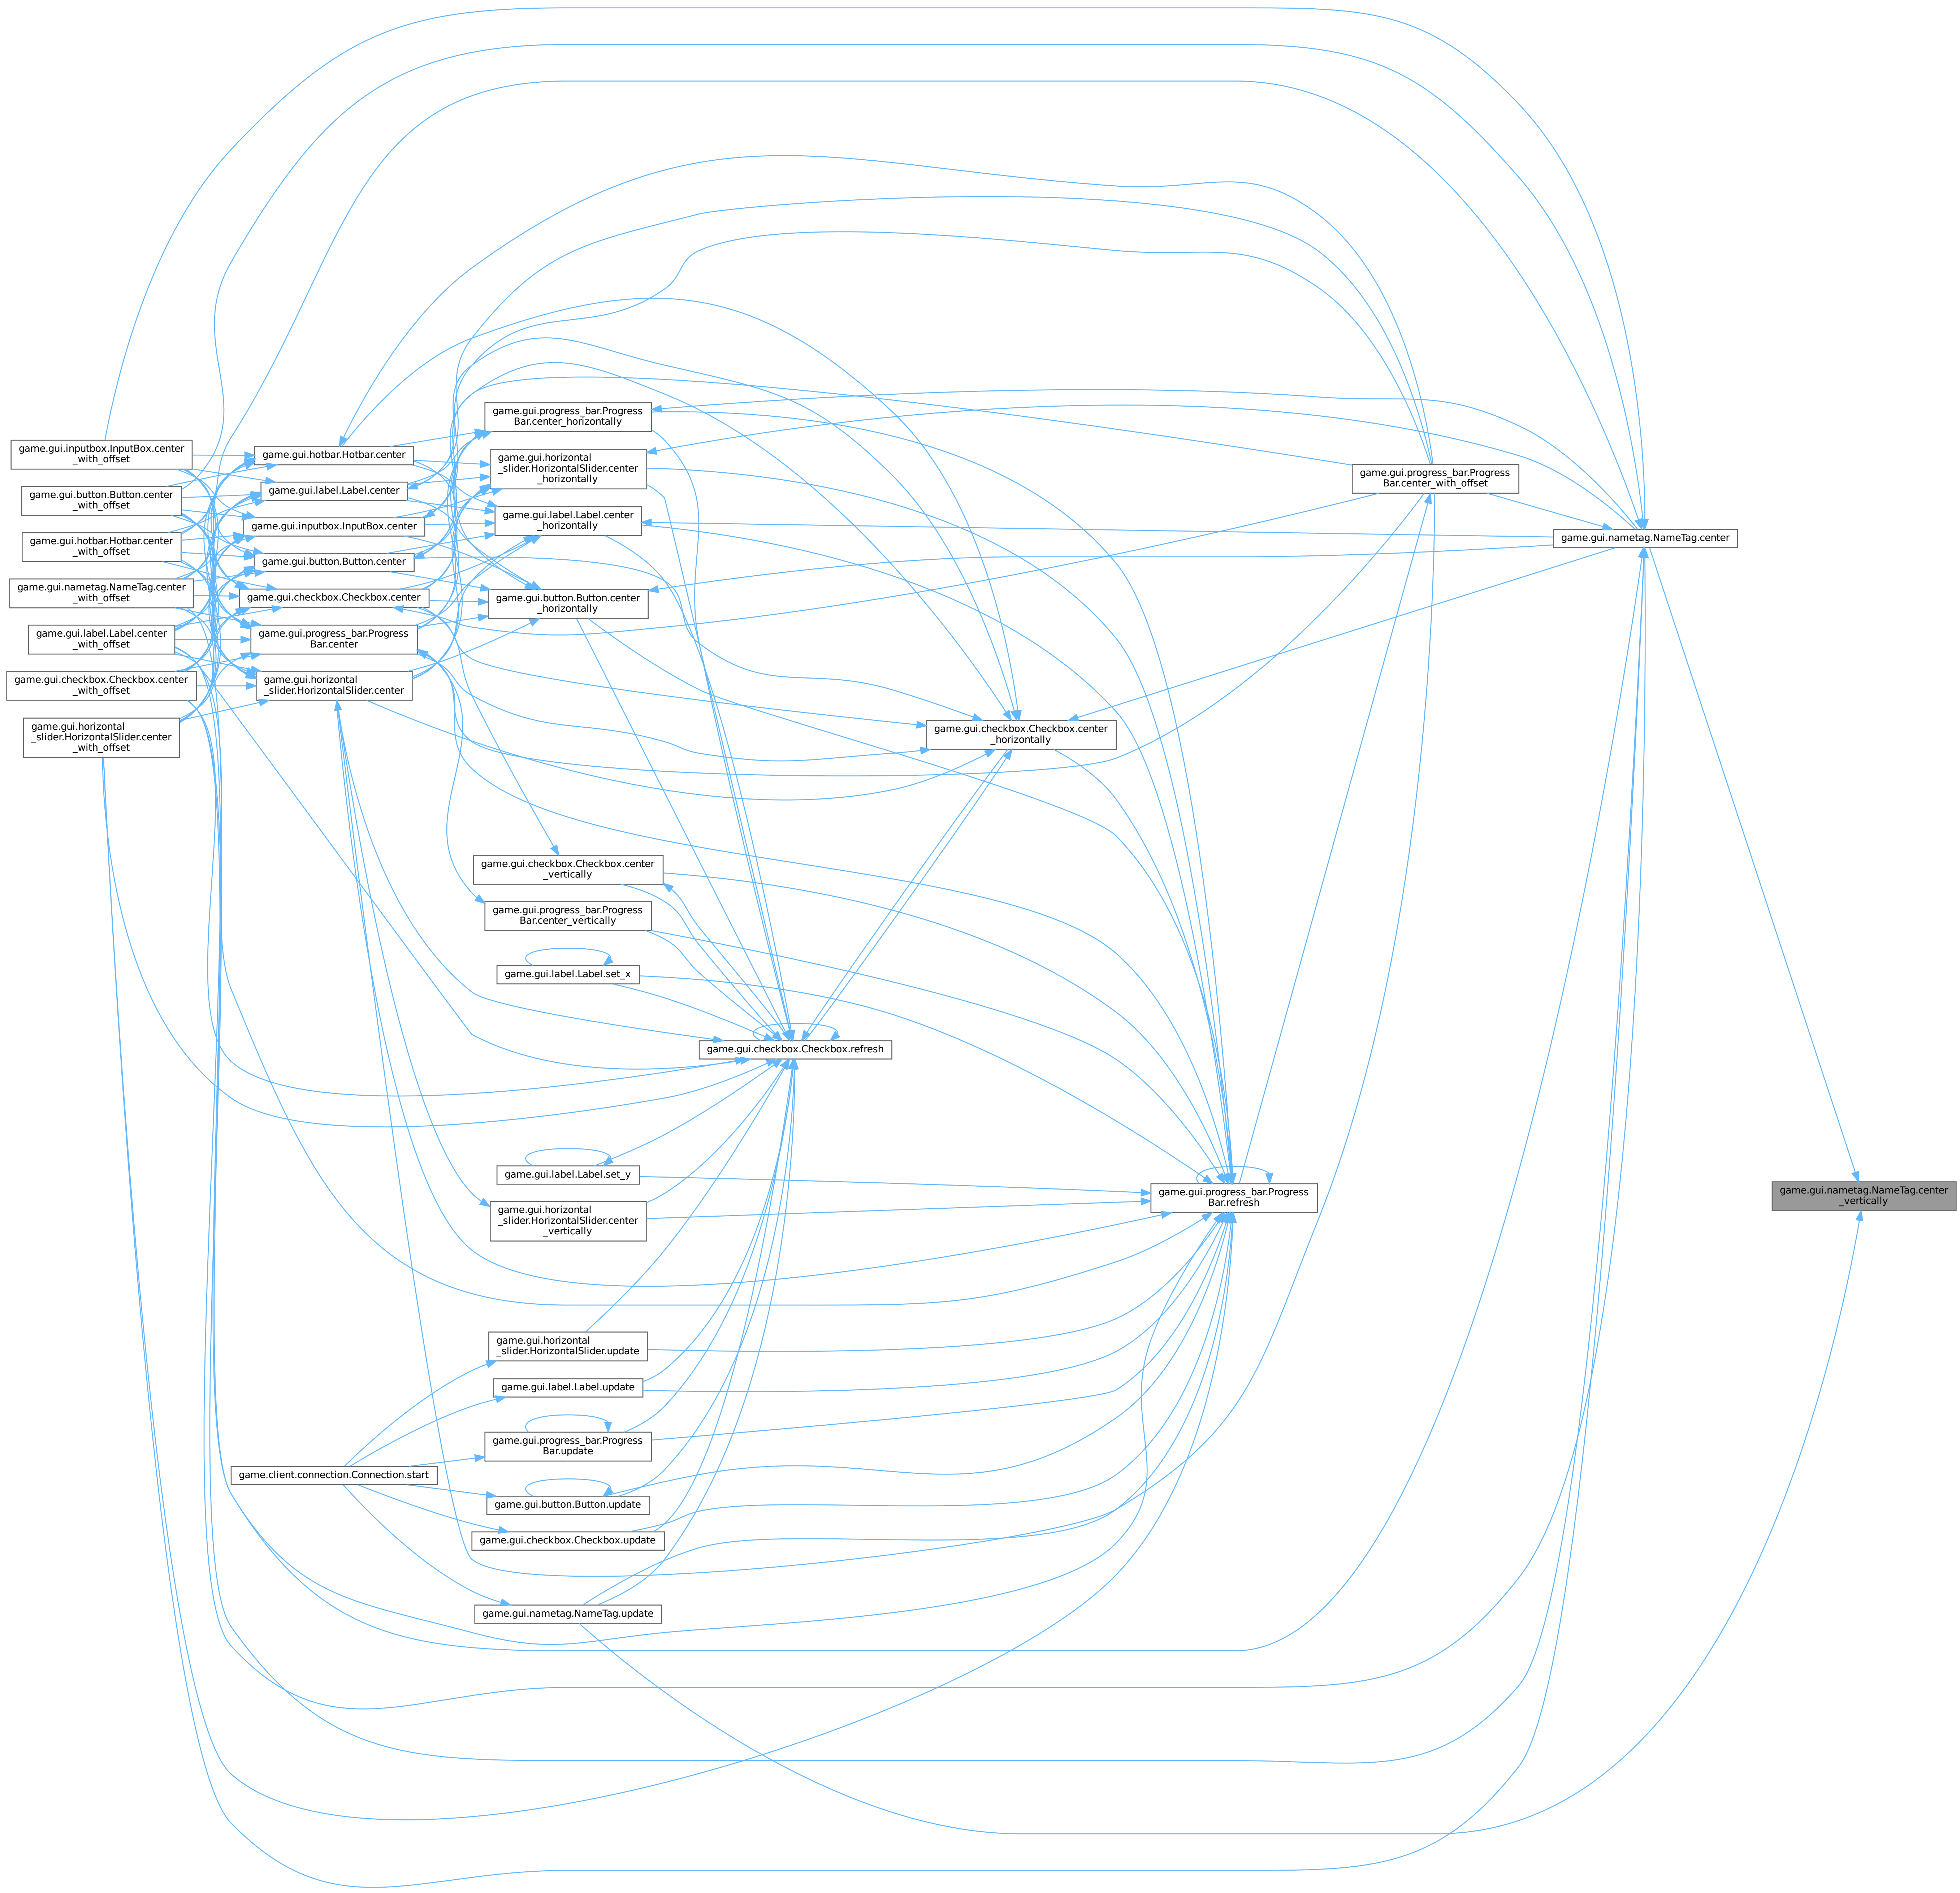 game.gui.inputbox.InputBox.center
_with_offset
game.gui.button.Button.center
_with_offset
game.gui.hotbar.Hotbar.center
_with_offset
game.gui.nametag.NameTag.center
_with_offset
game.gui.label.Label.center
_with_offset
game.gui.checkbox.Checkbox.center
_with_offset
game.gui.horizontal
_slider.HorizontalSlider.center
_with_offset
game.gui.hotbar.Hotbar.center
game.gui.label.Label.center
game.gui.inputbox.InputBox.center
game.gui.button.Button.center
game.gui.checkbox.Checkbox.center
game.gui.progress_bar.Progress
Bar.center
game.gui.horizontal
_slider.HorizontalSlider.center
game.client.connection.Connection.start
game.gui.progress_bar.Progress
Bar.center_horizontally
game.gui.horizontal
_slider.HorizontalSlider.center
_horizontally
game.gui.label.Label.center
_horizontally
game.gui.button.Button.center
_horizontally
game.gui.checkbox.Checkbox.center
_vertically
game.gui.progress_bar.Progress
Bar.center_vertically
game.gui.label.Label.set_x
game.gui.label.Label.set_y
game.gui.horizontal
_slider.HorizontalSlider.center
_vertically
game.gui.horizontal
_slider.HorizontalSlider.update
game.gui.label.Label.update
game.gui.progress_bar.Progress
Bar.update
game.gui.button.Button.update
game.gui.checkbox.Checkbox.update
game.gui.nametag.NameTag.update
game.gui.checkbox.Checkbox.refresh
game.gui.checkbox.Checkbox.center
_horizontally
game.gui.progress_bar.Progress
Bar.refresh
game.gui.progress_bar.Progress
Bar.center_with_offset
game.gui.nametag.NameTag.center
game.gui.nametag.NameTag.center
_vertically